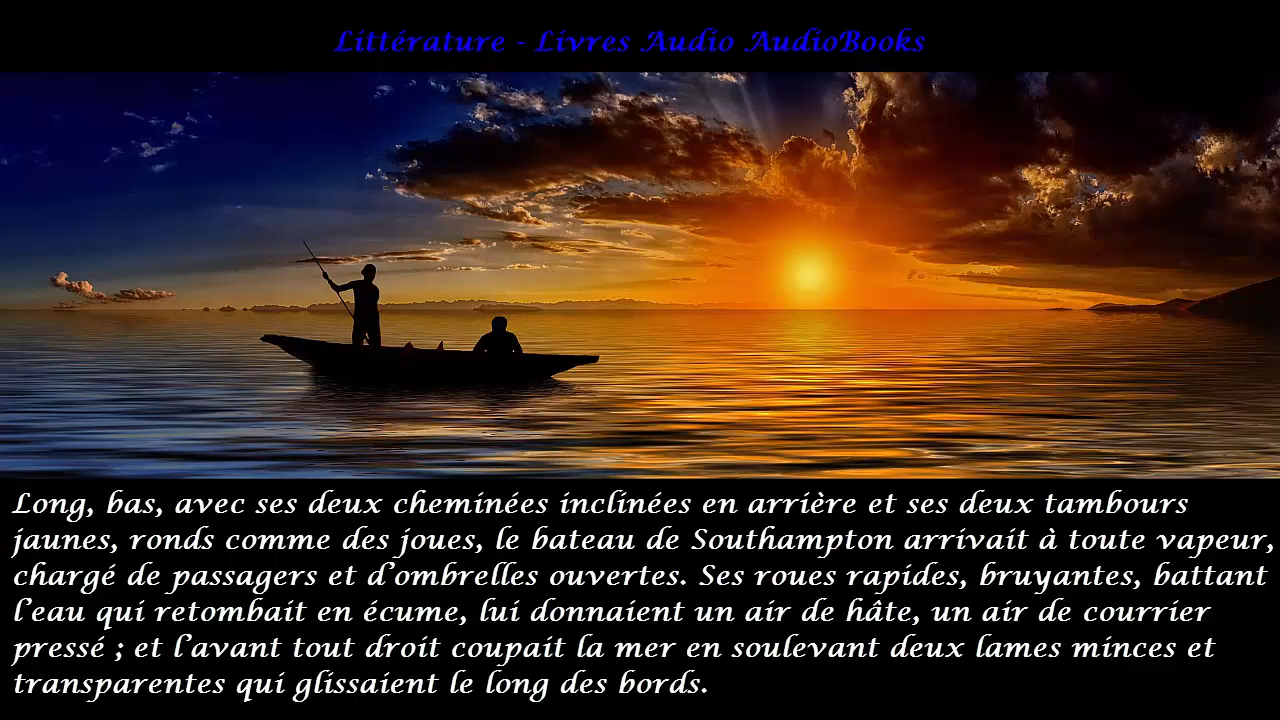 Littérature - Livres Audio AudioBooks
Long, bas, avec ses deux cheminées inclinées en arrière et ses deux tambours
jaunes, ronds comme des joues, le bateau de Southampton arrivait à toute vapeur,
chargé de passagers et d'ombrelles ouvertes. Ses roues rapides, bruyantes, battant
l'eau qui retombait en écume, lui donnaient un air de hâte, un air de courrier
pressé ; et l'avant tout droit coupait la mer en soulevant deux lames minces et
transparentes qui glissaient le long des bords.